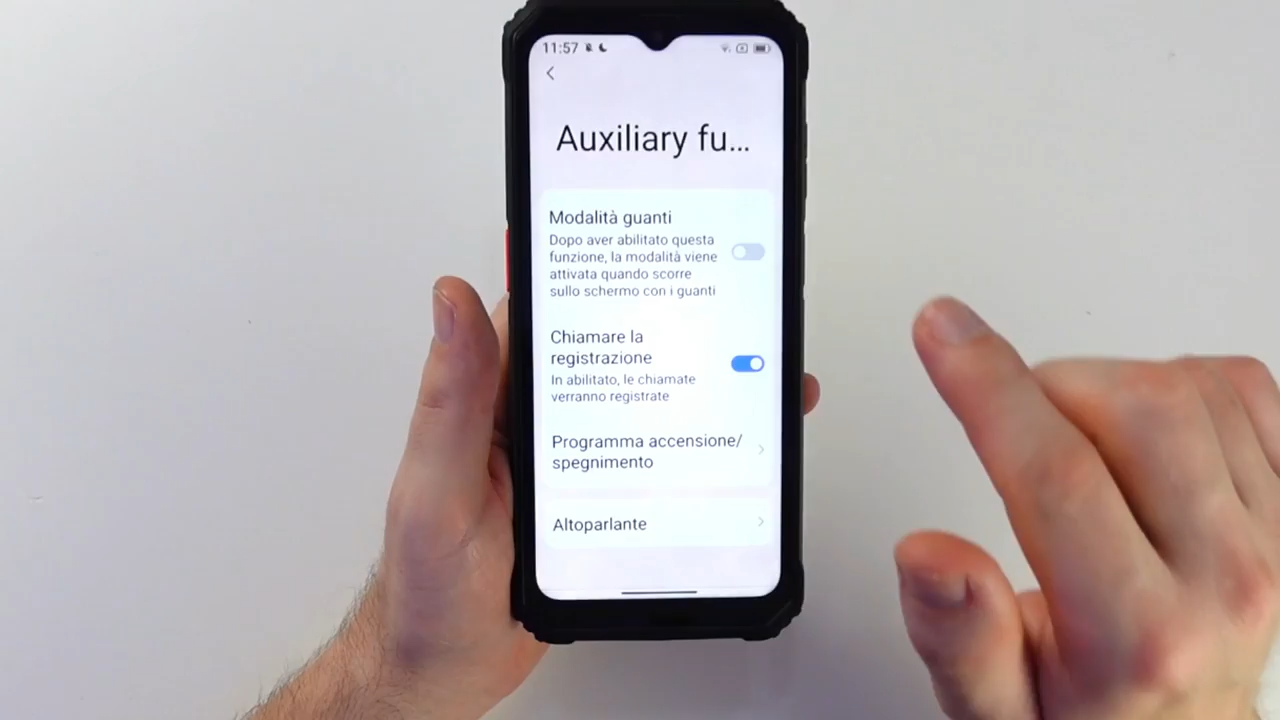 11:57
Auxiliary fu...
Modalità guanti
Dopo aver abilitato questa
funzione, la modalità viene
attivata quando scorre
sullo schermo con i guanti
Chiamare la
registrazione
In abilitato, le chiamate
verranno registrate
Programma accensione/
spegnimento
Altoparlante